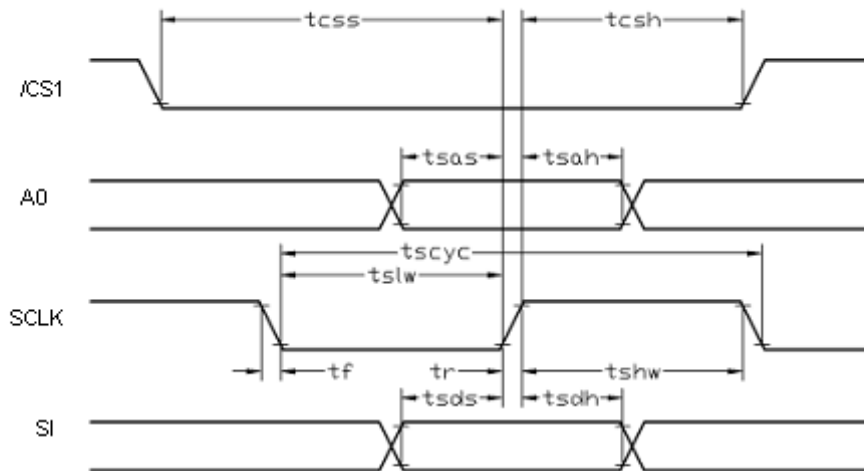 tcss tcsh
/CS1
tsas tsah
A0
tscyc
tslw
SCLK
tf tr tshw
tsds tsdh
SI